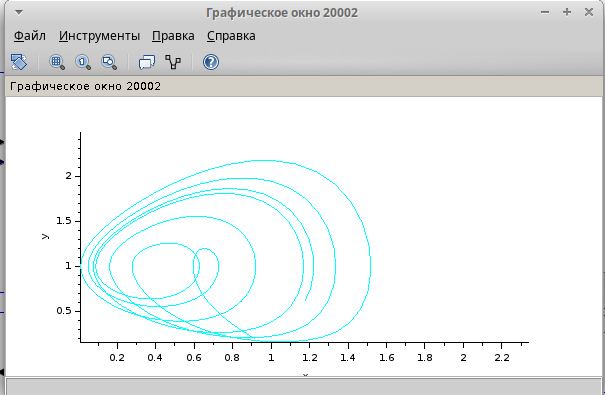 Графическое окно 20002
Файл Инструменты Правка Справка
Графическое окно 20002
2
1.5
y
1
0.5
0.2 0.4 0.6 0.8 1 1.2 1.4 1.6 1.8 2 2.2